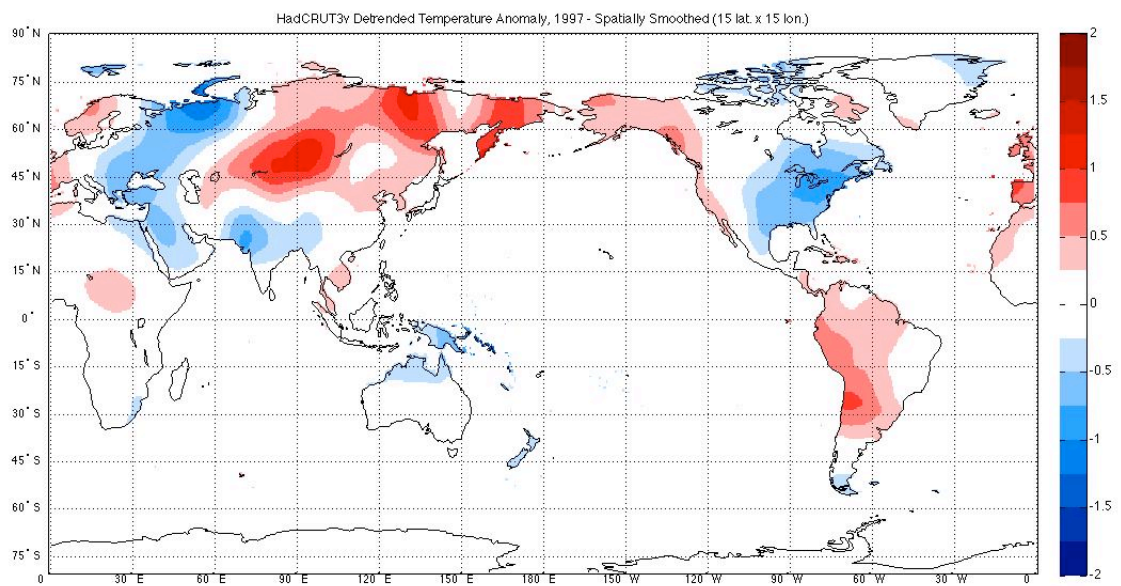 HadCRUT3v Detrended Temperature Anomaly, 1997 - Spatially Smoothed (15 lat. x 15 lon.)
90° N
75° N
60° N
45° N
30° N
15° N
0°
15° S
30° S
45° S
60° S
75° S
0 30° E 60° E 90° E 120° E 150° E 180° E 150° W 120° W 90° W 60° W 30° W 0
2
1.5
1
0.5
0
-0.5
-1
-1.5
-2